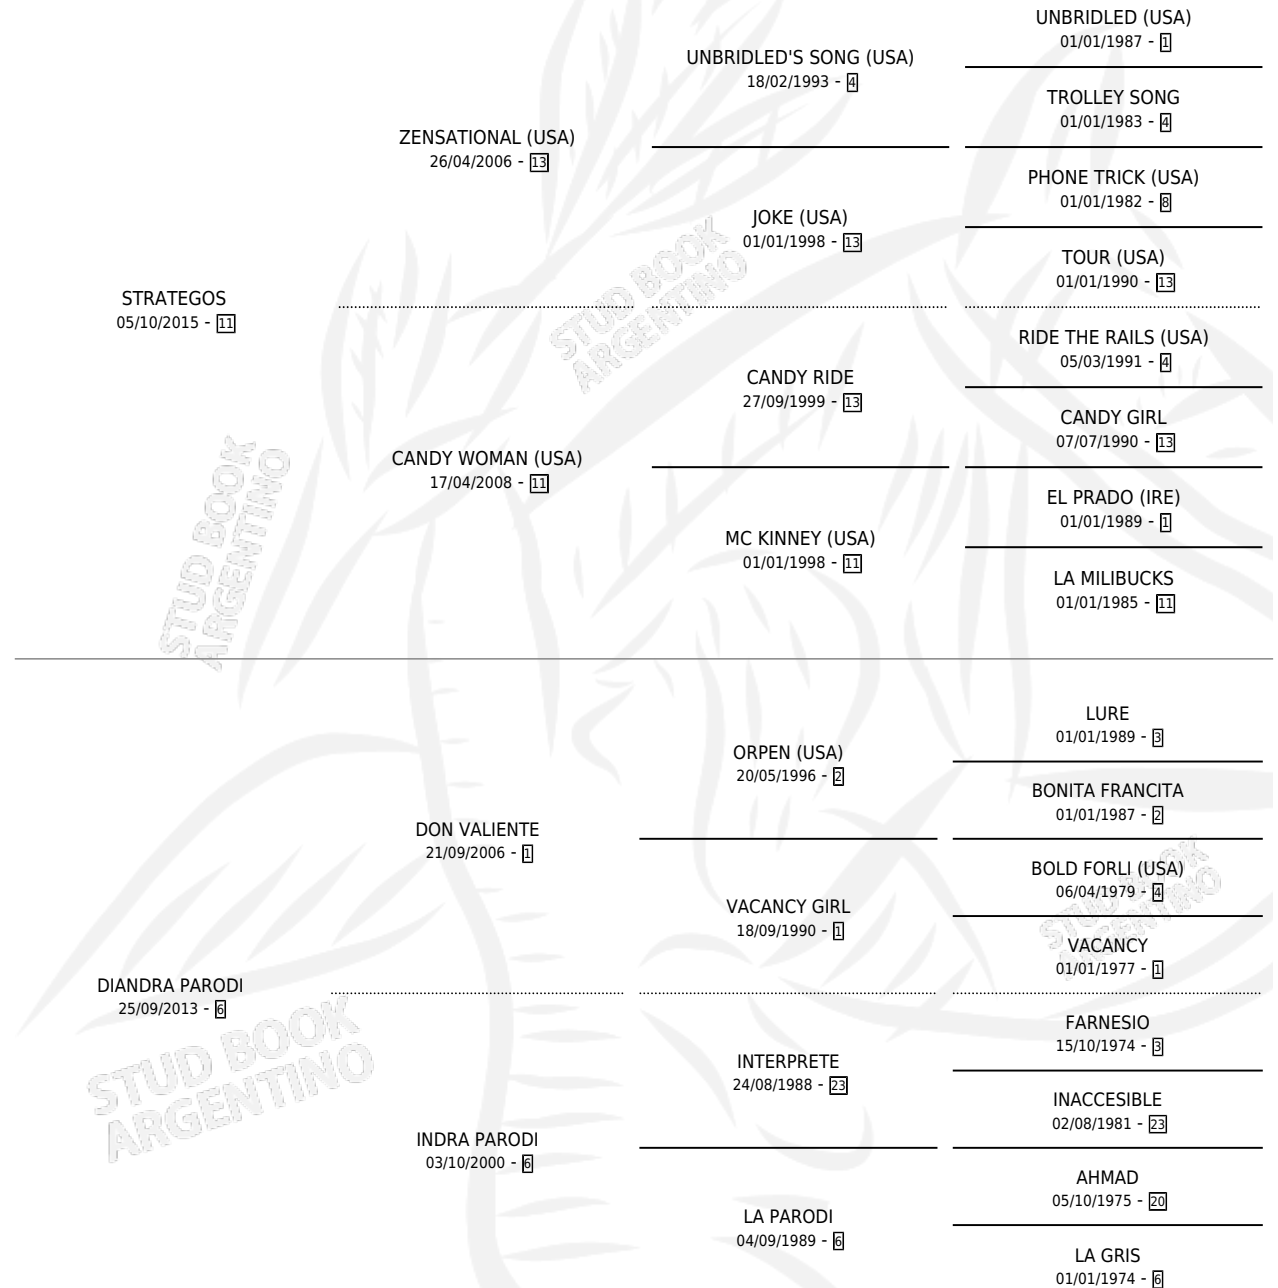 UNBRIDLED (USA)
01/01/1987 - 1
UNBRIDLED'S SONG (USA)
18/02/1993 - 4
TROLLEY SONG
01/01/1983 - 4
ZENSATIONAL (USA)
26/04/2006 - 13
PHONE TRICK (USA)
01/01/1982 - 8
JOKE (USA)
01/01/1998 - 13
TOUR (USA)
01/01/1990 - 13
STRATEGOS
05/10/2015 - 11
RIDE THE RAILS (USA)
05/03/1991 - 4
CANDY RIDE
27/09/1999 - 13
CANDY GIRL
07/07/1990 - 13
CANDY WOMAN (USA)
17/04/2008 - 11
EL PRADO (IRE)
01/01/1989 - 1
MC KINNEY (USA)
01/01/1998 - 11
LA MILIBUCKS
01/01/1985 - 11
LURE
01/01/1989 - 3
ORPEN (USA)
20/05/1996 - 2
BONITA FRANCITA
01/01/1987 - 2
DON VALIENTE
21/09/2006 - 1
BOLD FORLI (USA)
06/04/1979 - 4
VACANCY GIRL
18/09/1990 - 1
VACANCY
01/01/1977 - 1
DIANDRA PARODI
25/09/2013 - 6
FARNESIO
15/10/1974 - 3
INTERPRETE
24/08/1988 - 23
INACCESIBLE
02/08/1981 - 23
INDRA PARODI
03/10/2000 - 6
AHMAD
05/10/1975 - 20
LA PARODI
04/09/1989 - 6
LA GRIS
01/01/1974 - 6
STUD BOOK
ARGENTINO
STUD BOOK
ARGENTINO
STUD BOOK
ARGENTINO
STUD BOOK
ARGENTINO